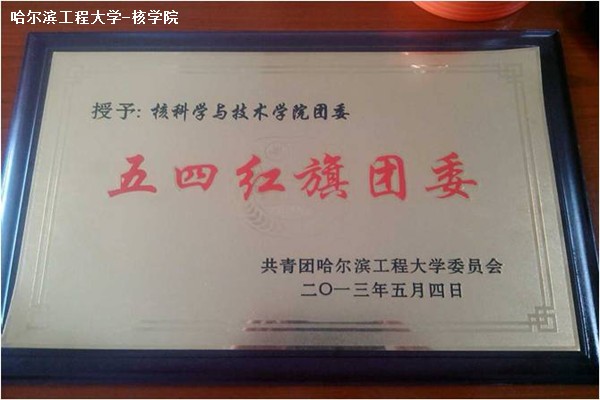 哈尔滨工程大学-核学院
授予: 核科学与技术学院团委
五四红旗团委
共青团哈尔滨工程大学委员会
二〇一三年五月四日